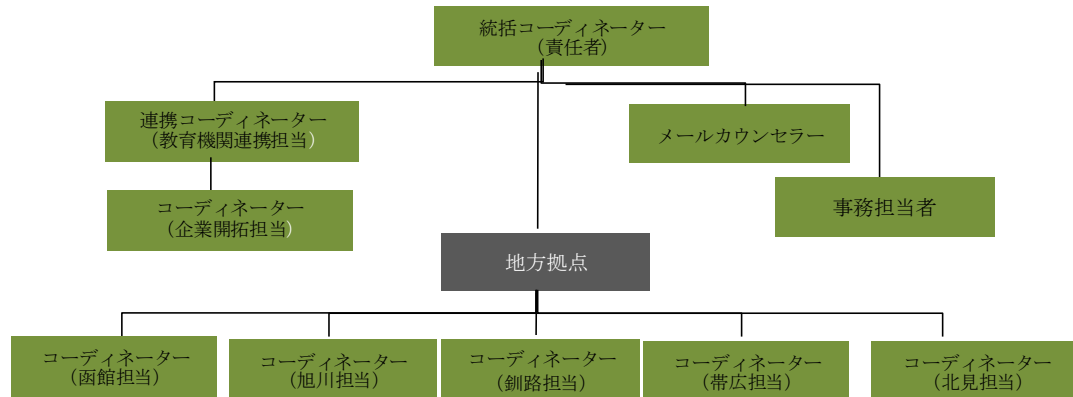 統括コーディネーター
（責任者）
連携コーディネーター
（教育機関連携担当）
メールカウンセラー
コーディネーター
（企業開拓担当）
事務担当者
地方拠点
コーディネーター
（函館担当）
コーディネーター
（旭川担当）
コーディネーター
（釧路担当）
コーディネーター
（帯広担当）
コーディネーター
（北見担当）